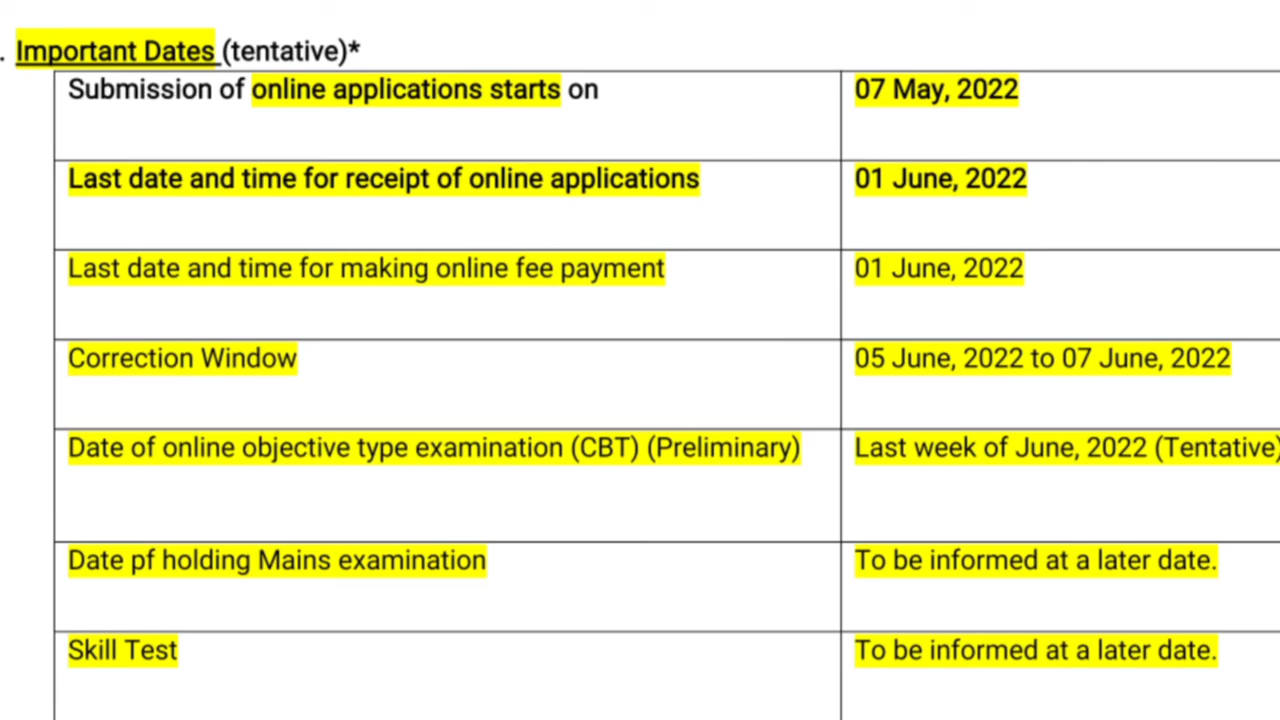 . Important Dates (tentative)*
Submission of online applications starts on 07 May, 2022
Last date and time for receipt of online applications 01 June, 2022
Last date and time for making online fee payment 01 June, 2022
Correction Window 05 June, 2022 to 07 June, 2022
Date of online objective type examination (CBT) (Preliminary) Last week of June, 2022 (Tentative)
Date pf holding Mains examination To be informed at a later date.
Skill Test To be informed at a later date.